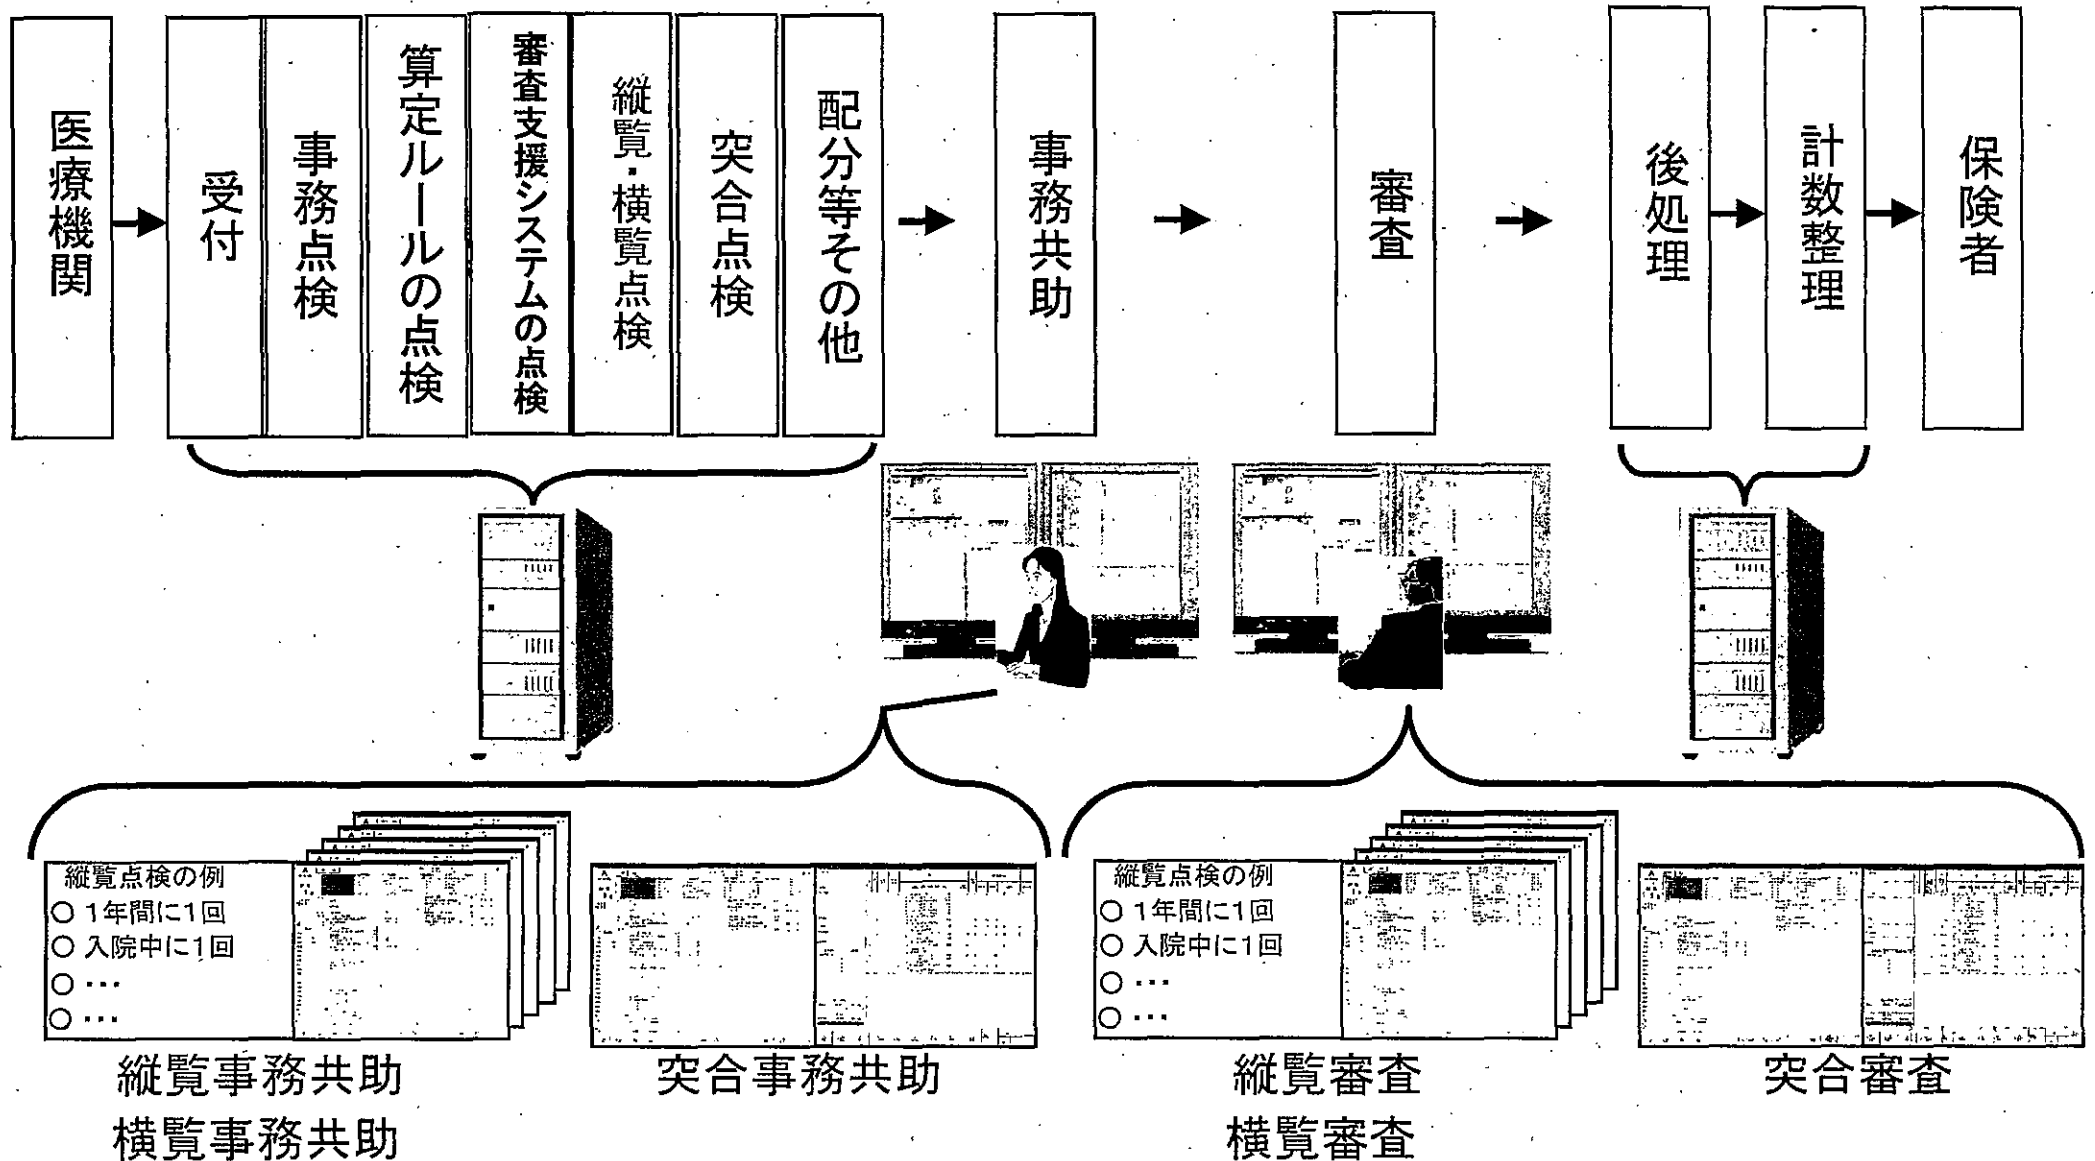 医療機関
受付
事務点検
算定ルールの点検
審査支援システムの点検
縦覧・横覧点検
突合点検
配分等その他
事務共助
審査
後処理
計数整理
保険者
縦覧点検の例
○ 1年間に1回
○ 入院中に1回
○ ・・・
○ ・・・
縦覧事務共助
横覧事務共助
突合事務共助
縦覧点検の例
○ 1年間に1回
○ 入院中に1回
○ ・・・
○ ・・・
縦覧審査
横覧審査
突合審査